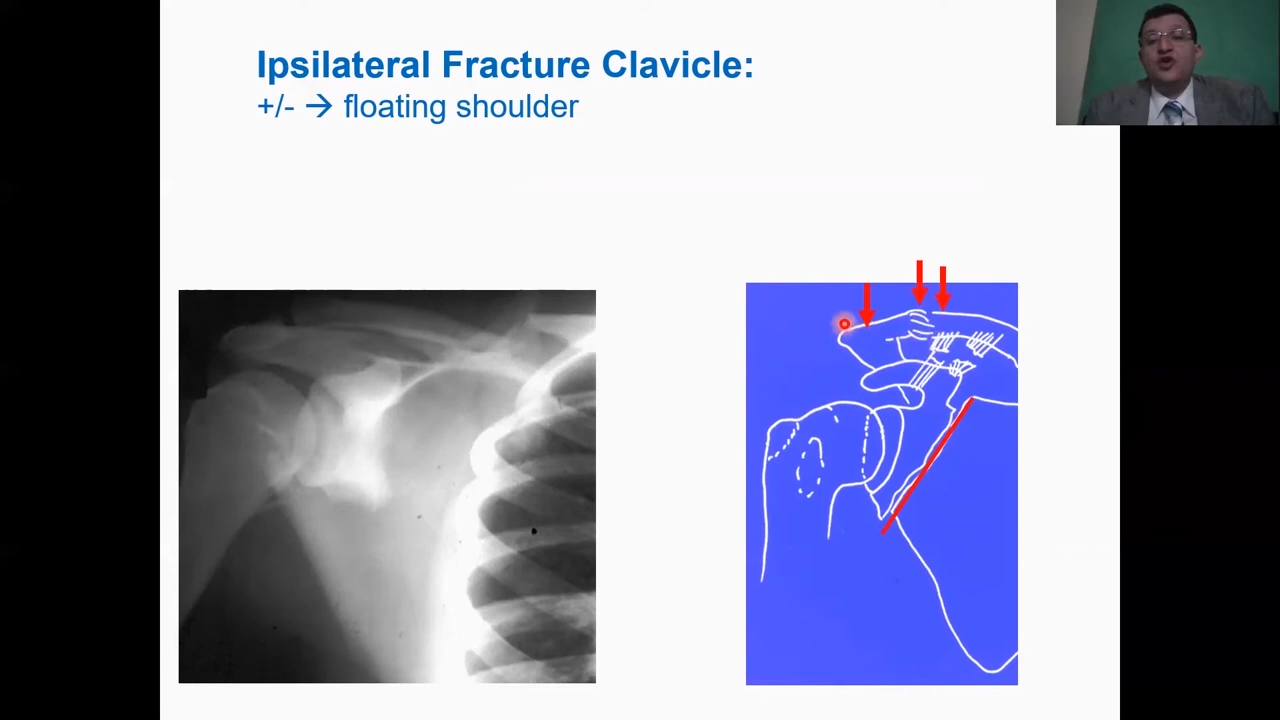 Ipsilateral Fracture Clavicle:
+/- → floating shoulder